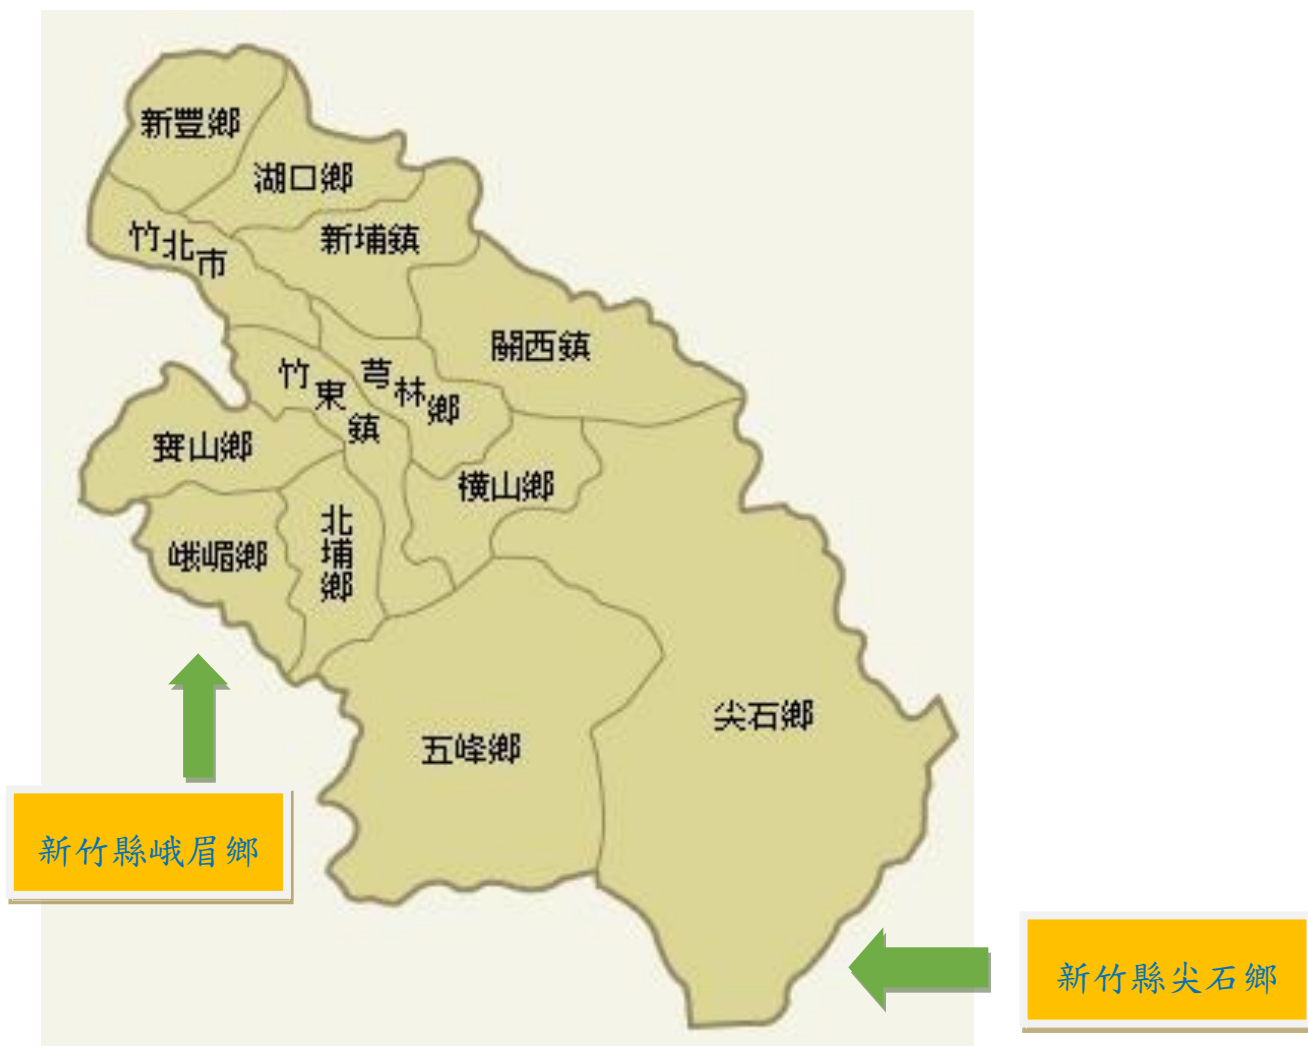 新豐鄉
湖口鄉
竹北市
新埔鎮
關西鎮
竹東鎮
芎林鄉
寶山鄉
橫山鄉
北埔鄉
峨嵋鄉
尖石鄉
五峰鄉
新竹縣峨眉鄉
新竹縣尖石鄉